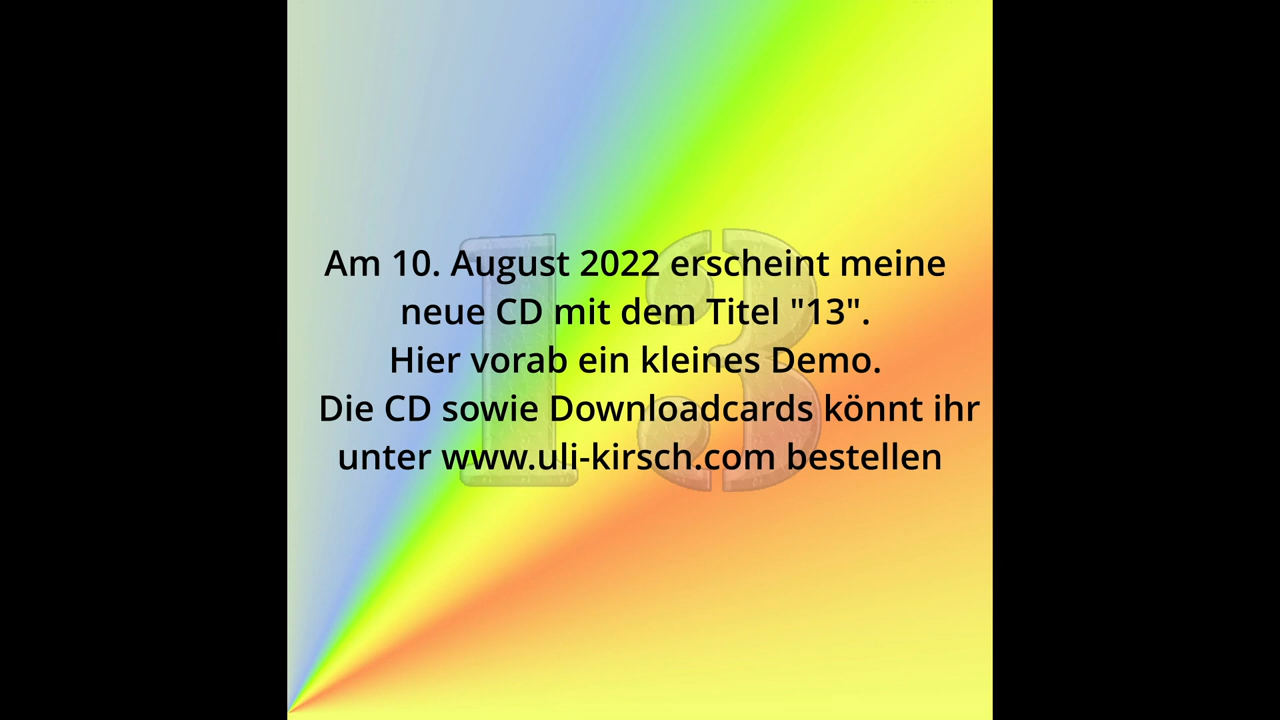 Am 10. August 2022 erscheint meine
neue CD mit dem Titel "13".
Hier vorab ein kleines Demo.
Die CD sowie Downloadcards könnt ihr
unter www.uli-kirsch.com bestellen
13